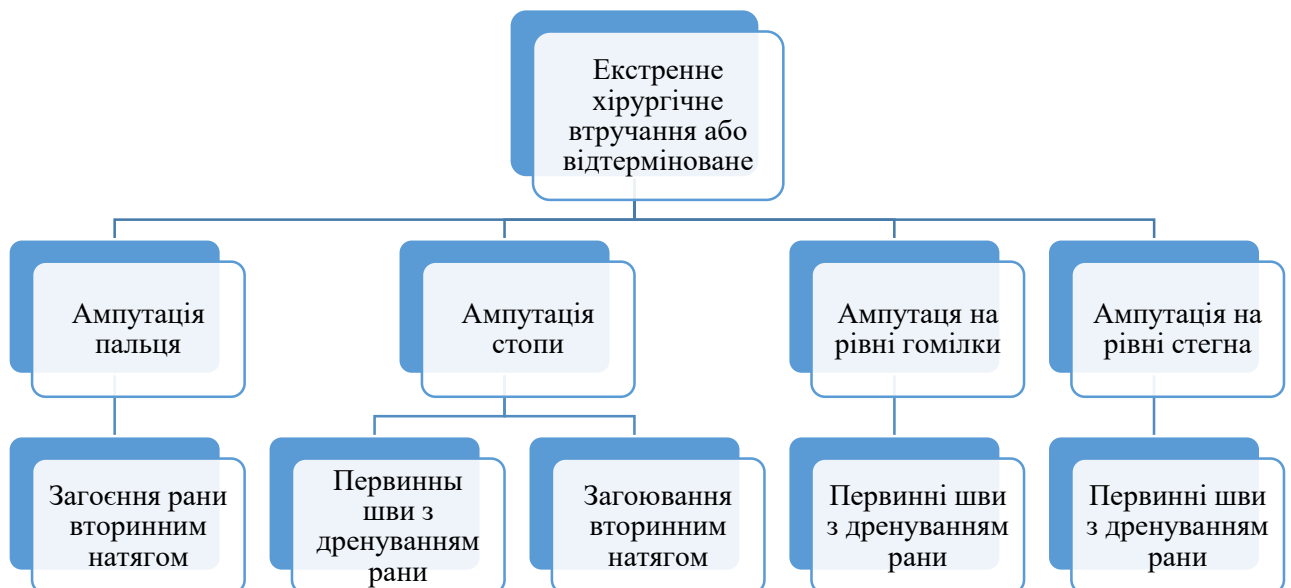 Екстренне
хірургічне
втручання або
відтерміноване
Ампутація
пальця
Ампутація
стопи
Ампутаця на
рівні гомілки
Ампутація на
рівні стегна
Загоєння рани
вторинним
натягом
Первинны
шви з
дренуванням
рани
Загоювання
вторинним
натягом
Первинні шви
з дренуванням
рани
Первинні шви
з дренуванням
рани